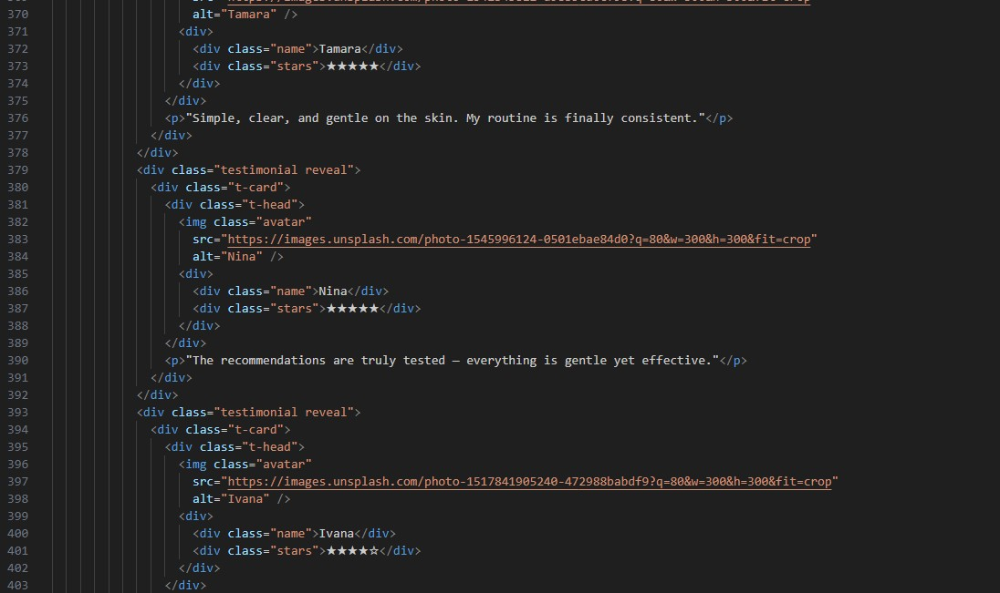 370 alt="Tamara" />
371 <div>
372 <div class="name">Tamara</div>
373 <div class="stars">★★★★★</div>
374 </div>
375 </div>
376 <p>"Simple, clear, and gentle on the skin. My routine is finally consistent."</p>
377 </div>
378 </div>
379 <div class="testimonial reveal">
380 <div class="t-card">
381 <div class="t-head">
382 <img class="avatar"
383 src="https://images.unsplash.com/photo-1545996124-0501ebae84d0?q=80&w=300&h=300&fit=crop"
384 alt="Nina" />
385 <div>
386 <div class="name">Nina</div>
387 <div class="stars">★★★★★</div>
388 </div>
389 </div>
390 <p>"The recommendations are truly tested — everything is gentle yet effective."</p>
391 </div>
392 </div>
393 <div class="testimonial reveal">
394 <div class="t-card">
395 <div class="t-head">
396 <img class="avatar"
397 src="https://images.unsplash.com/photo-1517841905240-472988babdf9?q=80&w=300&h=300&fit=crop"
398 alt="Ivana" />
399 <div>
400 <div class="name">Ivana</div>
401 <div class="stars">★★★★☆</div>
402 </div>
403 </div>